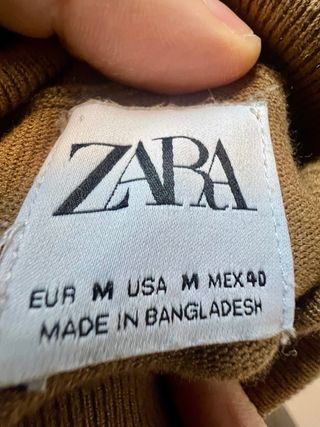 ZARA
EUR M USA M MEX 40
MADE IN BANGLADESH